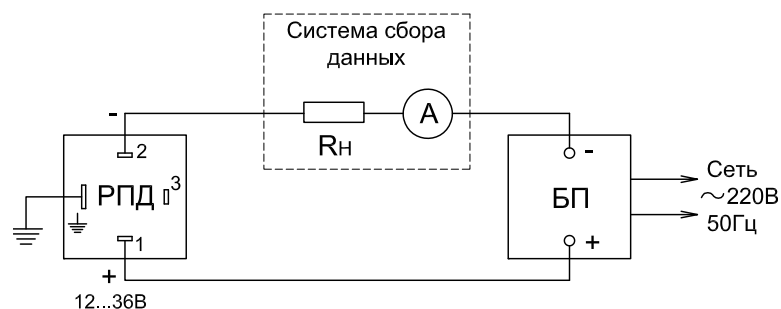 Система сбора
данных
-
A
Rн
2
-
РПД
3
БП
Сеть
~220В
50Гц
1
+
+
12...36В